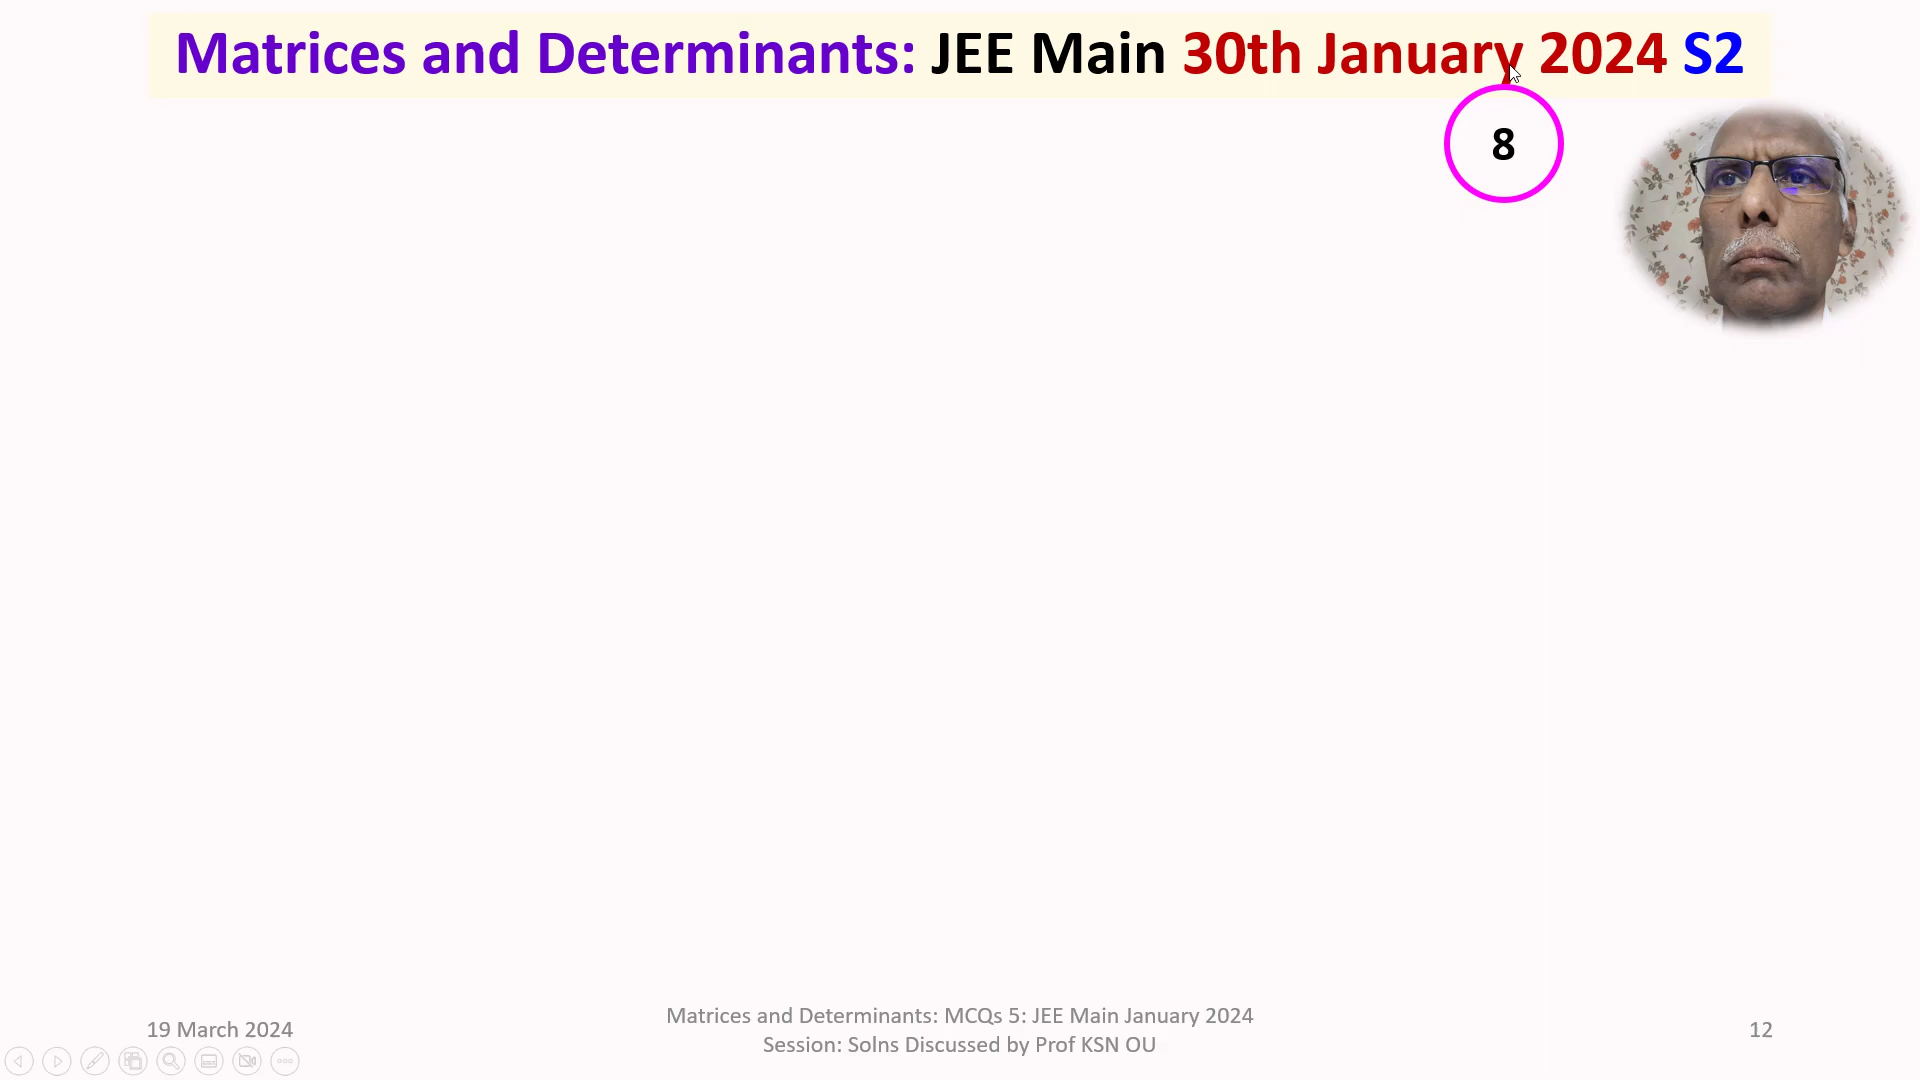 Matrices and Determinants: JEE Main 30th January 2024 S2
8
19 March 2024
Matrices and Determinants: MCQs 5: JEE Main January 2024
Session: Solns Discussed by Prof KSN OU
12